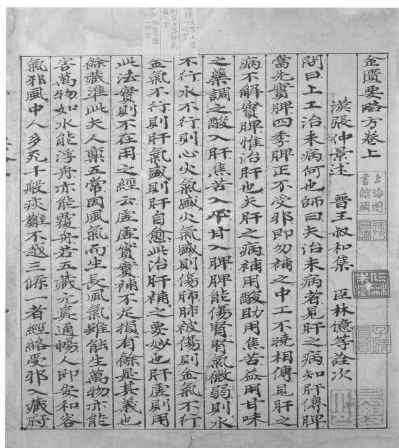 金匱要略方卷上
漢張仲景述 晉王叔和集 臣林億等詮次
問曰上工治未病何也師曰夫治未病者見肝之病知肝傳脾
當先實脾四季脾王不受邪即勿補之中工不曉相傳見肝之
病不解實脾惟治肝也夫肝之病補用酸助用焦苦益用甘味
之藥調之酸入肝焦苦入心甘入脾脾能傷腎腎氣微弱則水
不行水不行則心火氣盛火氣盛則傷肺肺被傷則金氣不行
金氣不行則肝氣盛則肝自愈此治肝補之要妙也肝虛則用
此法實則不在用之經云虛虛實實補不足損有餘是其義也
餘藏准此夫人稟五常因風氣而生長風氣雖能生萬物亦能
害萬物如水能浮舟亦能覆舟若五藏元真通暢人即安和客
氣邪風中人多死千般疢難不越三條 者經絡受邪 藏府
上海圖書館藏